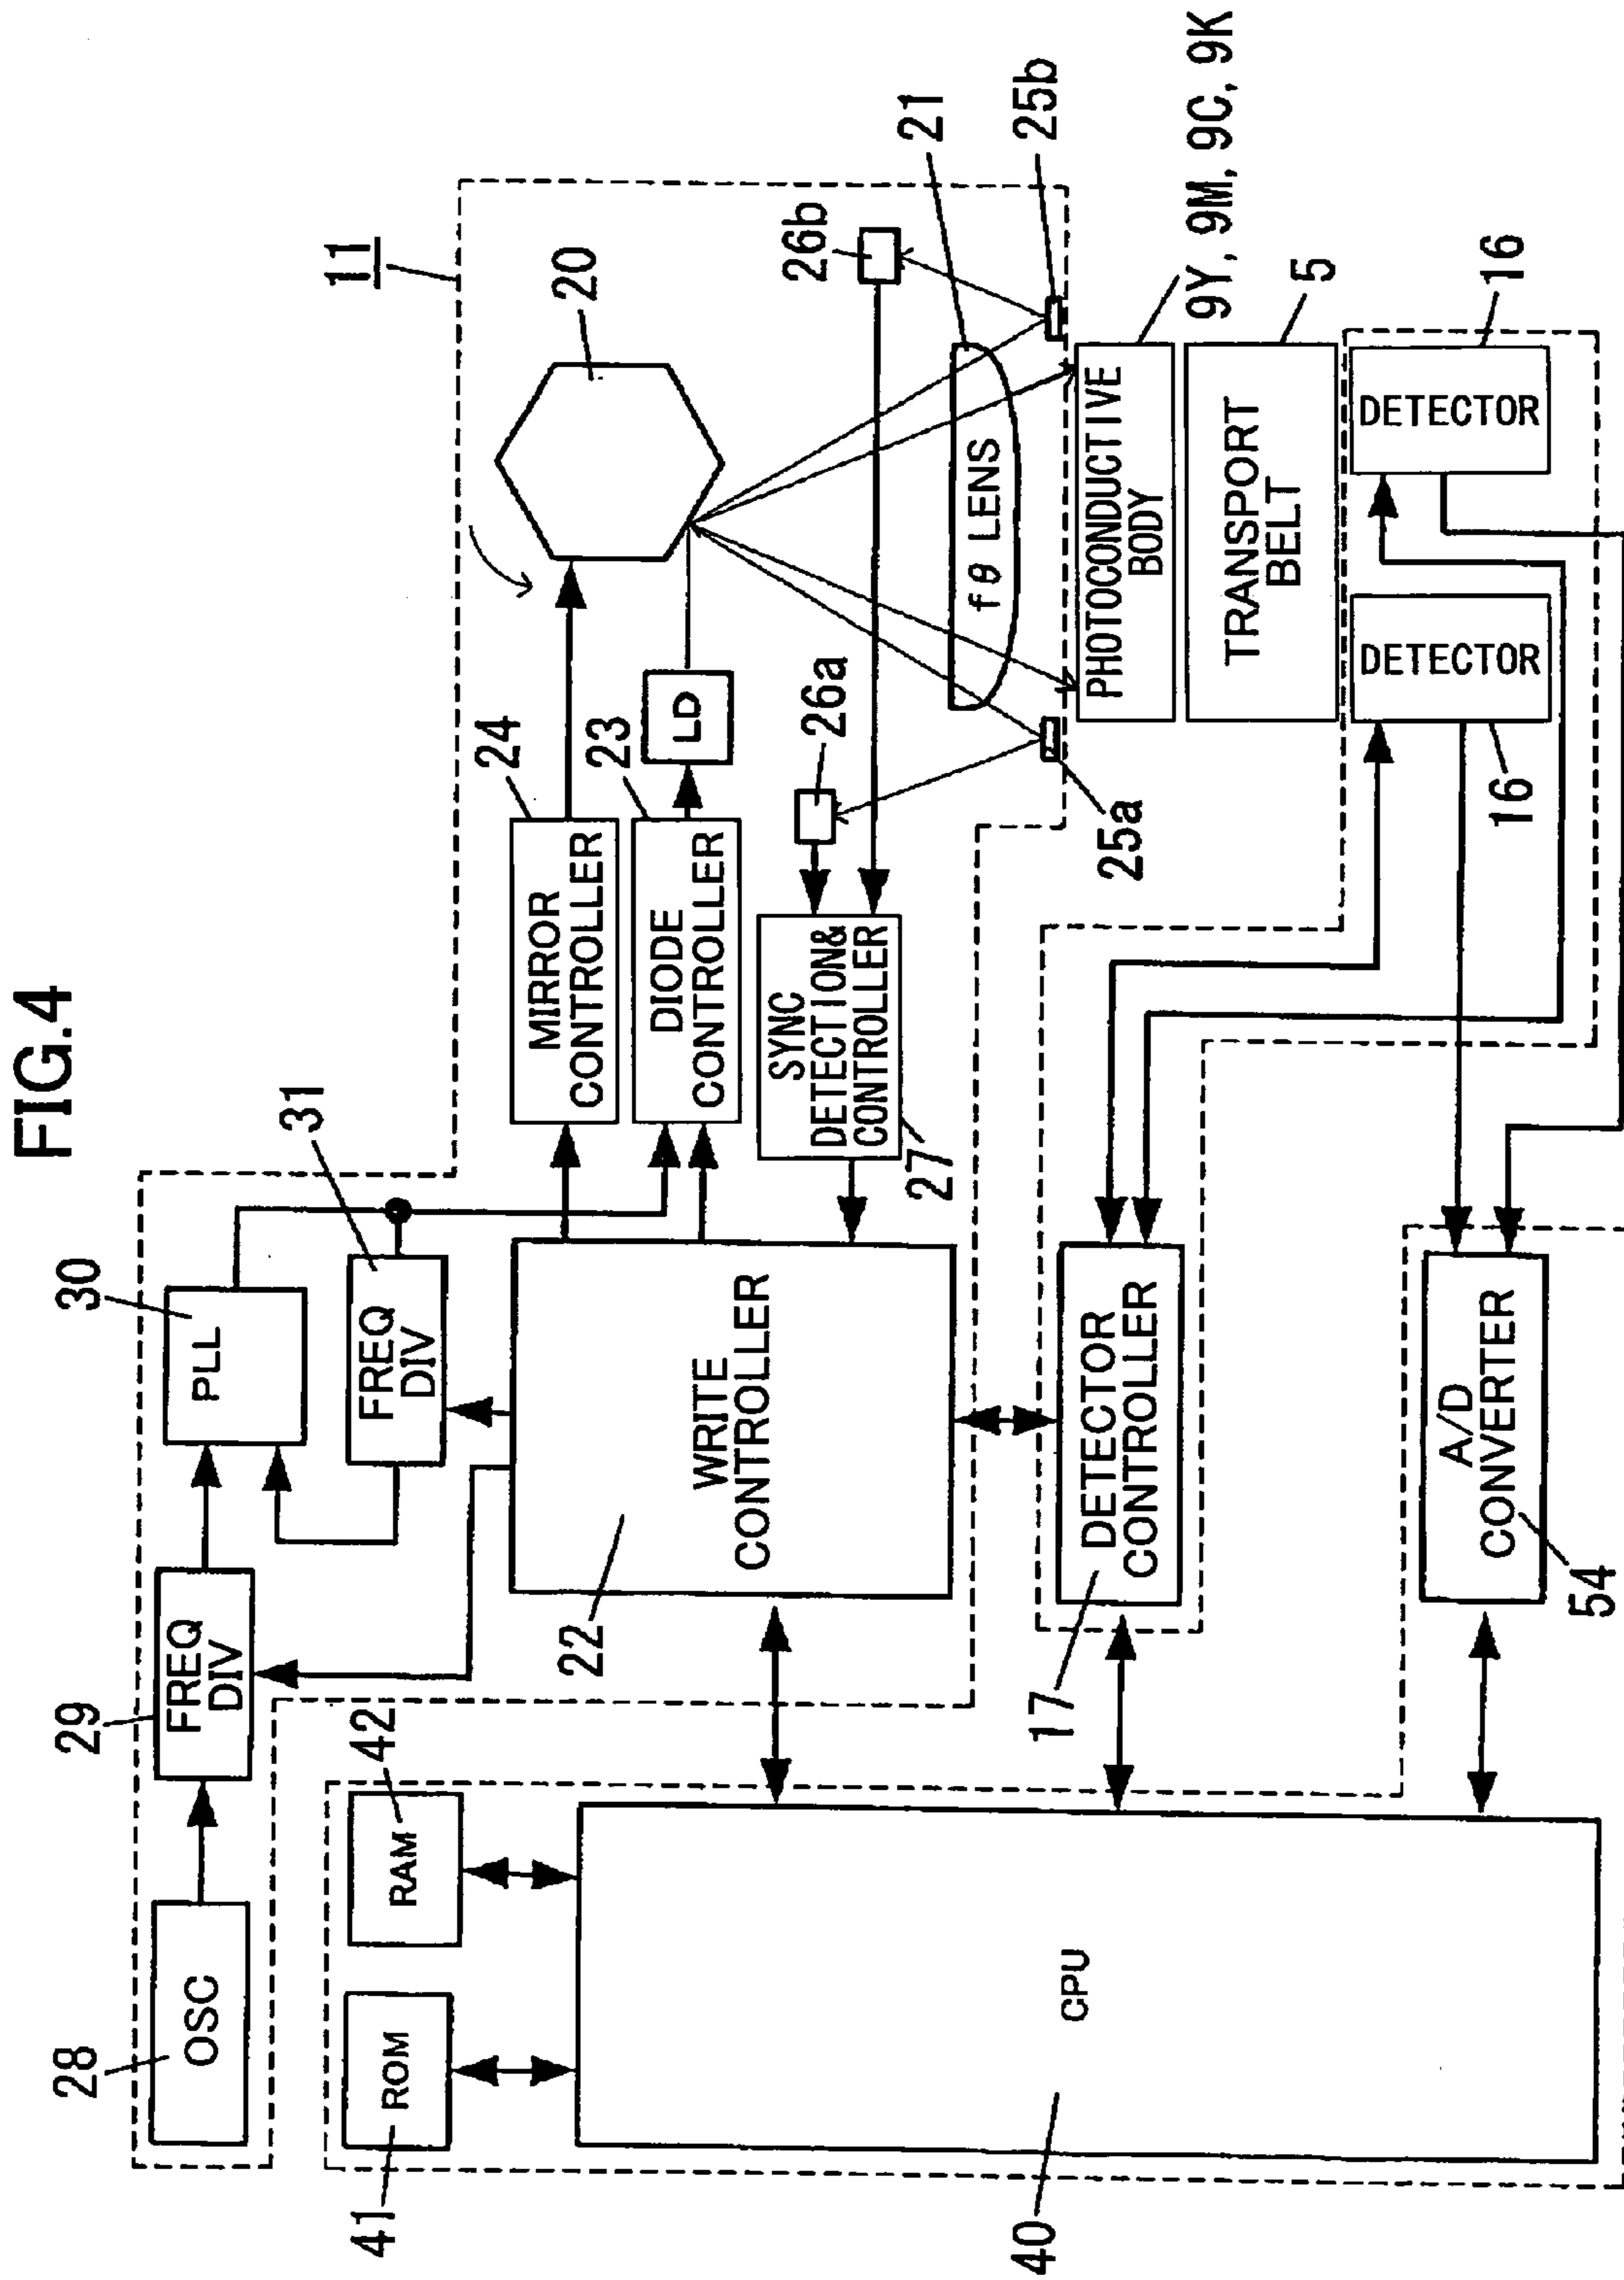 FIG.4
28
OSC
29
FREQ
DIV
30
PLL
31
FREQ
DIV
11
24
MIRROR
CONTROLLER
20
23
DIODE
CONTROLLER
LD
26a
26b
SYNC
DETECTION&
CONTROLLER
27
21
fθ LENS
25a
25b
41
ROM
RAM
42
22
WRITE
CONTROLLER
PHOTOCONDUCTIVE
BODY
9Y, 9M, 9C, 9K
TRANSPORT
BELT
5
40
CPU
17
DETECTOR
CONTROLLER
DETECTOR
16
DETECTOR
16
A/D
CONVERTER
54